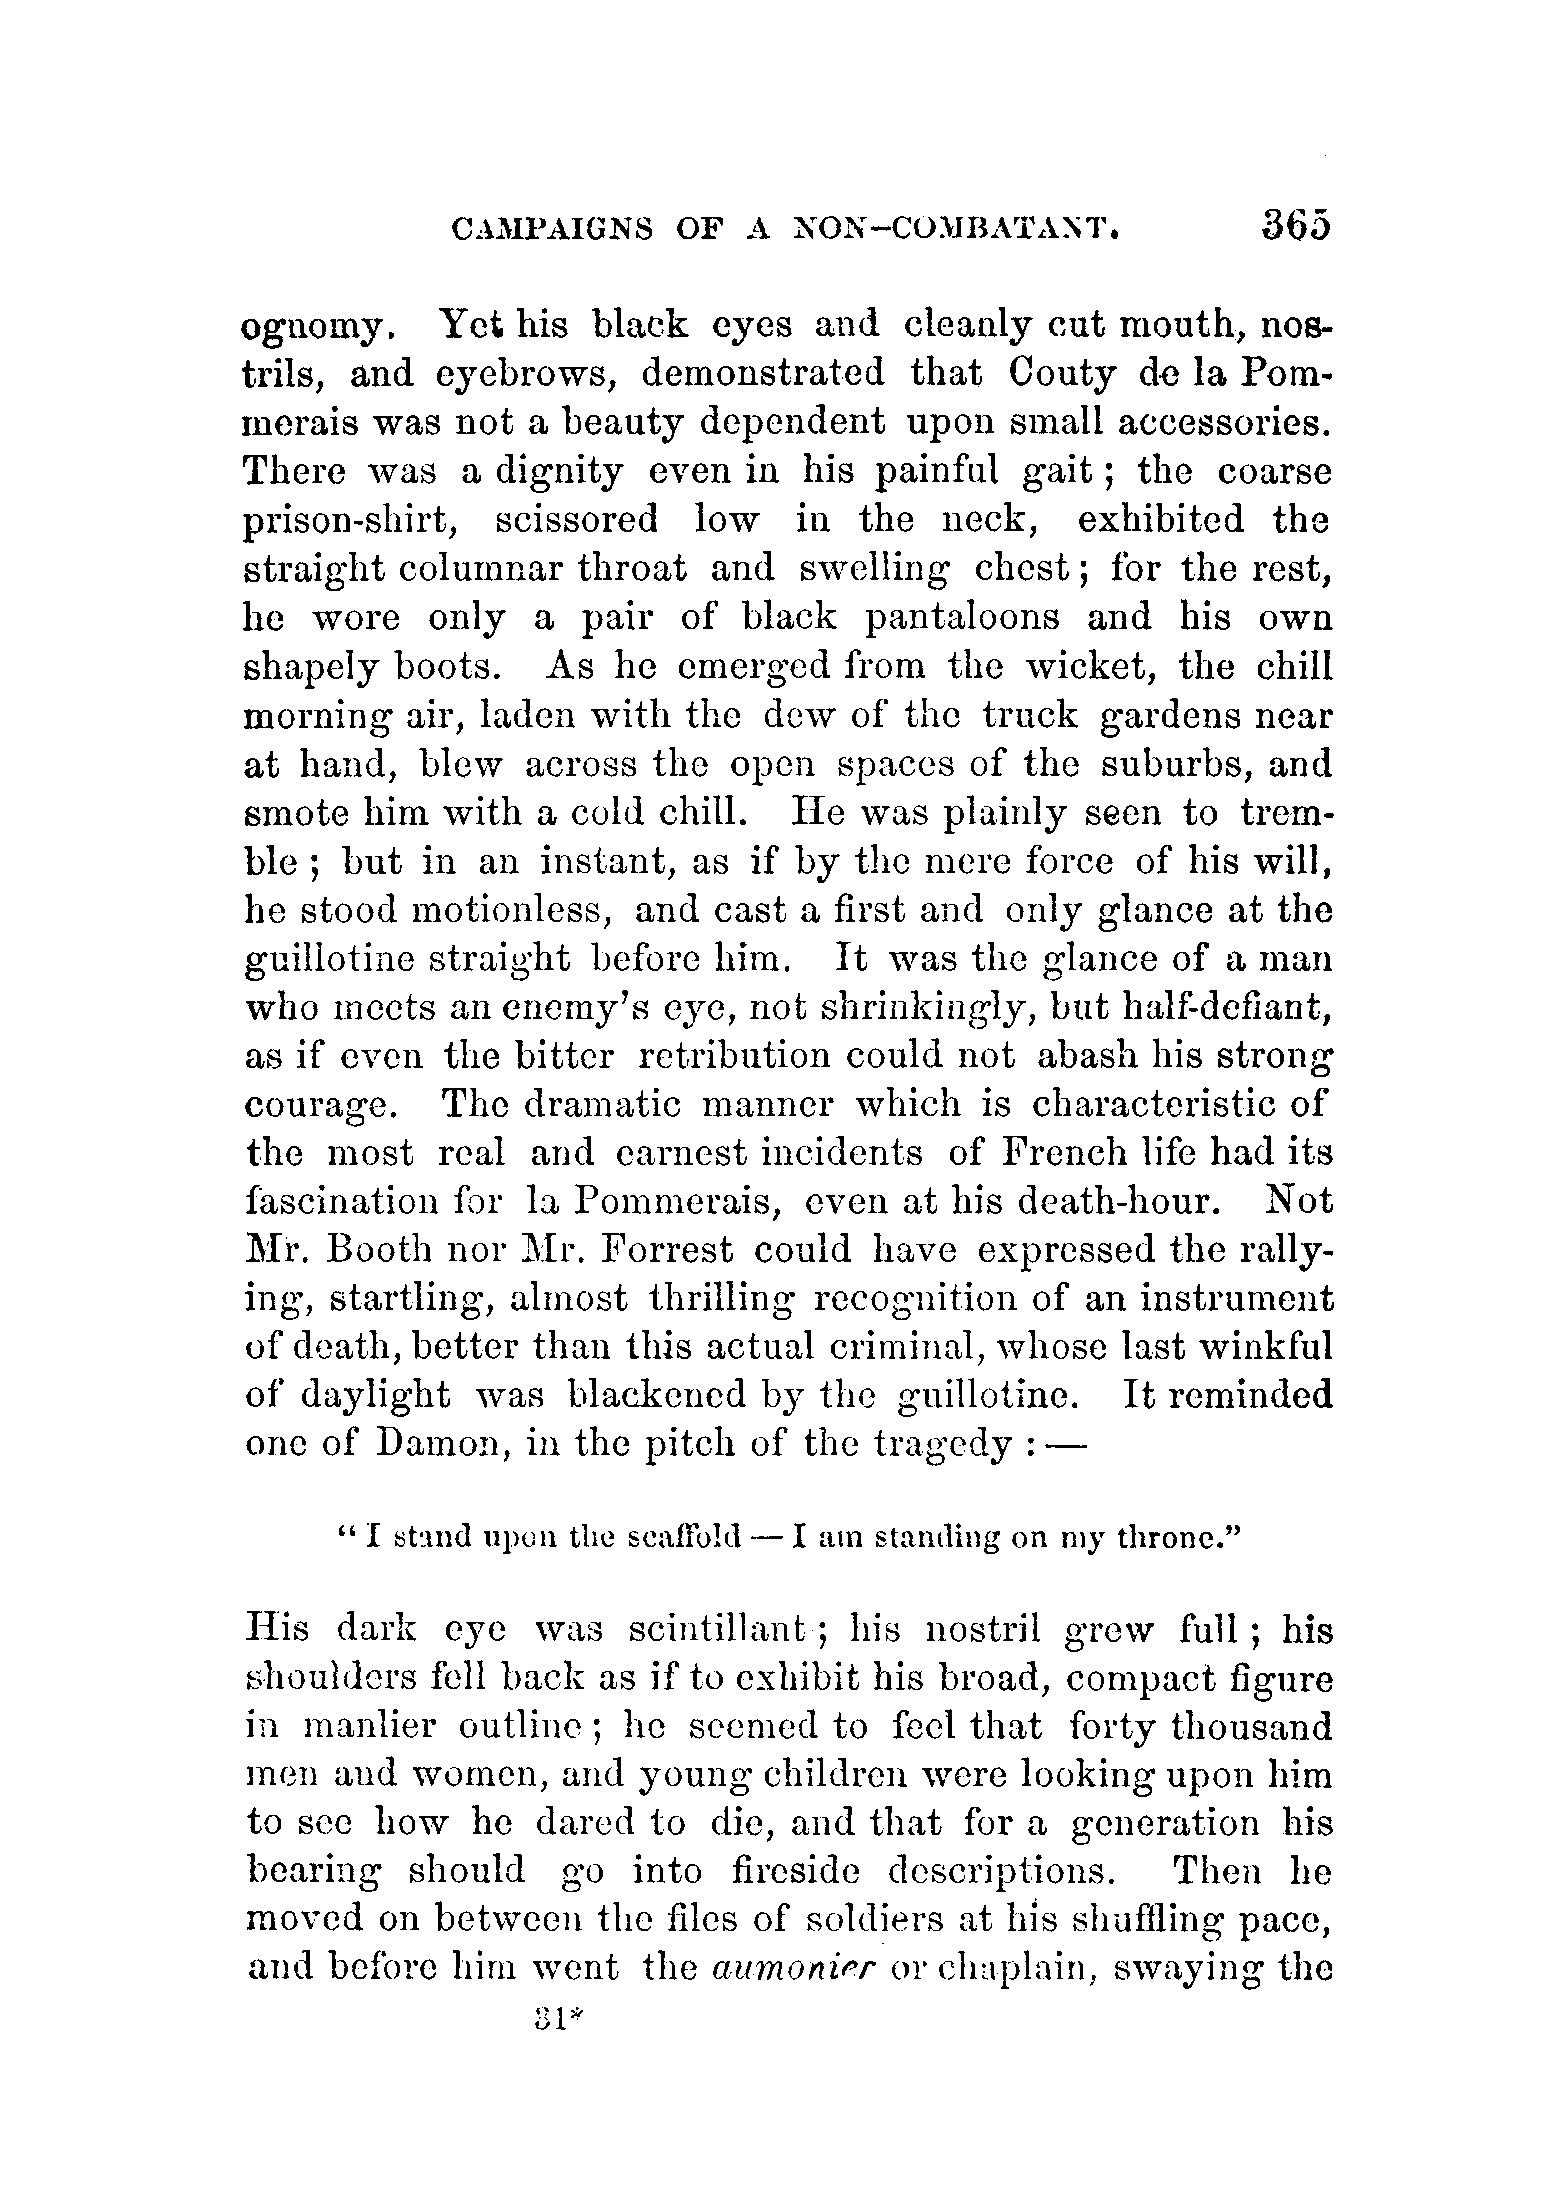 CAMPAIGNS OF A NON-COMBATANT. 365
ognomy. Yet his black eyes and cleanly cut mouth, nos-
trils, and eyebrows, demonstrated that Couty de la Pom-
merais was not a beauty dependent upon small accessories.
There was a dignity even in his painful gait; the coarse
prison-shirt, scissored low in the neck, exhibited the
straight columnar throat and swelling chest; for the rest,
he wore only a pair of black pantaloons and his own
shapely boots. As he emerged from the wicket, the chill
morning air, laden with the dew of the truck gardens near
at hand, blew across the open spaces of the suburbs, and
smote him with a cold chill. He was plainly seen to trem-
ble; but in an instant, as if by the mere force of his will,
he stood motionless, and cast a first and only glance at the
guillotine straight before him. It was the glance of a man
who meets an enemy's eye, not shrinkingly, but half-defiant,
as if even the bitter retribution could not abash his strong
courage. The dramatic manner which is characteristic of
the most real and earnest incidents of French life had its
fascination for la Pommerais, even at his death-hour. Not
Mr. Booth nor Mr. Forrest could have expressed the rally-
ing, startling, almost thrilling recognition of an instrument
of death, better than this actual criminal, whose last winkful
of daylight was blackened by the guillotine. It reminded
one of Damon, in the pitch of the tragedy: —
"I stand upon the scaffold — I am standing on my throne."
His dark eye was scintillant; his nostril grew full; his
shoulders fell back as if to exhibit his broad, compact figure
in manlier outline; he seemed to feel that forty thousand
men and women, and young children were looking upon him
to see how he dared to die, and that for a generation his
bearing should go into fireside descriptions. Then he
moved on between the files of soldiers at his shuffling pace,
and before him went the aumonier or chaplain, swaying the
31*